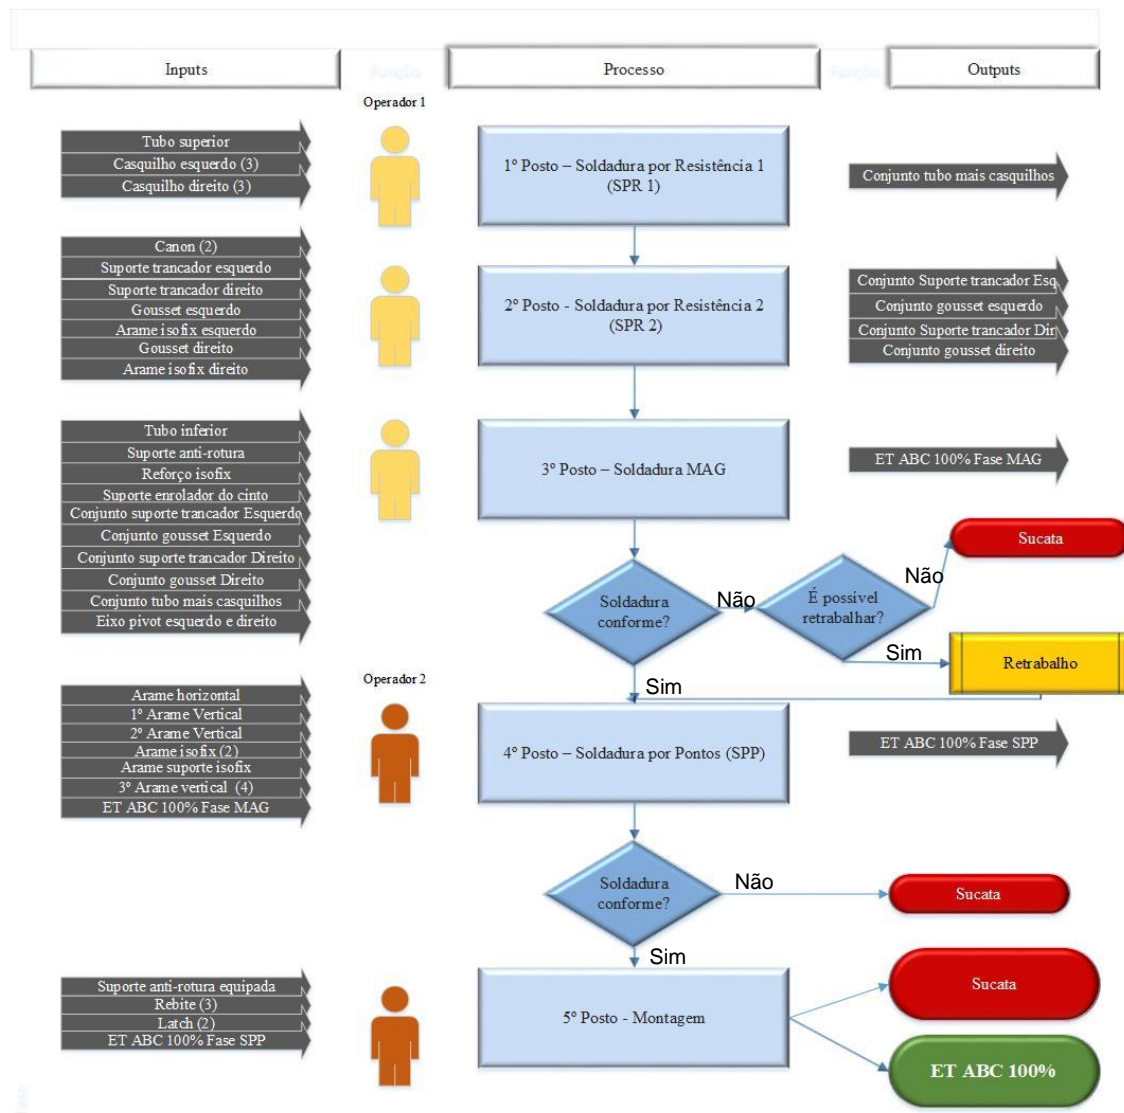 Inputs
Função
Processo
Função
Outputs
Operador 1
Tubo superior
Casquilho esquerdo (3)
Casquilho direito (3)
1º Posto – Soldadura por Resistência 1
(SPR 1)
Conjunto tubo mais casquilhos
Canon (2)
Suporte trancador esquerdo
Suporte trancador direito
Gousset esquerdo
Arame isofix esquerdo
Gousset direito
Arame isofix direito
2º Posto - Soldadura por Resistência 2
(SPR 2)
Conjunto Suporte trancador Esq
Conjunto gousset esquerdo
Conjunto Suporte trancador Dir
Conjunto gousset direito
Tubo inferior
Suporte anti-rotura
Reforço isofix
Suporte enrolador do cinto
Conjunto suporte trancador Esquerdo
Conjunto gousset Esquerdo
Conjunto suporte trancador Direito
Conjunto gousset Direito
Conjunto tubo mais casquilhos
Eixo pivot esquerdo e direito
3º Posto – Soldadura MAG
ET ABC 100% Fase MAG
Soldadura
conforme?
Não
É possivel
retrabalhar?
Não
Sucata
Sim
Retrabalho
Sim
Operador 2
Arame horizontal
1º Arame Vertical
2º Arame Vertical
Arame isofix (2)
Arame suporte isofix
3º Arame vertical (4)
ET ABC 100% Fase MAG
4º Posto – Soldadura por Pontos (SPP)
ET ABC 100% Fase SPP
Soldadura
conforme?
Não
Sucata
Sim
Suporte anti-rotura equipada
Rebite (3)
Latch (2)
ET ABC 100% Fase SPP
5º Posto - Montagem
Sucata
ET ABC 100%
Fase